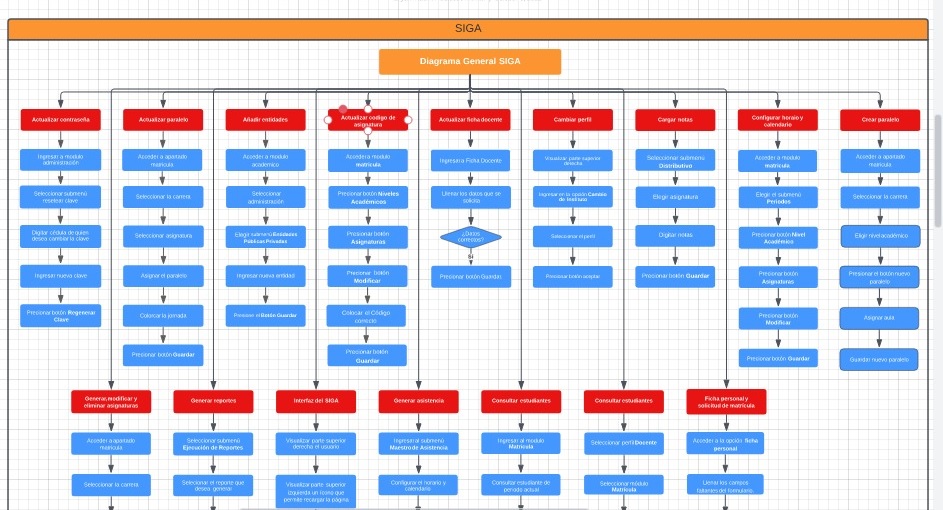 SIGA
Diagrama General SIGA
Actualizar contraseña
Actualizar paralelo
Añadir entidades
Actualizar codigo de
asignatura
Actualizar ficha docente
Cambiar perfil
Cargar notas
Configurar horaio y
calendario
Crear paralelo
Ingresar a modulo
administración
Acceder a apartado
matricula
Acceder a modulo
académico
Acceder a modulo
matricula
Ingresar a Ficha Docente
Visualizar parte superior
derecha
Seleccionar submenú
Distributivo
Acceder a modulo
matricula
Acceder a apartado
matricula
Seleccionar submenú
resetear clave
Seleccionar la carrera
Seleccionar
administración
Presionar botón Niveles
Académicos
Llenar los datos que se
solicita
Ingresar en la opción Cambio
de Instituto
Elegir asignatura
Elegir el submenú
Periodos
Seleccionar la carrera
Digitar cédula de quien
desea cambiar la clave
Seleccionar asignatura
Elegir submenú Entidades
Públicas Privadas
Presionar botón
Asignaturas
¿Datos
correctos?
Si
Seleccionar el perfil
Digitar notas
Presionar botón Nivel
Académico
Elegir nivel académico
Ingresar nueva clave
Asignar el paralelo
Ingresar nueva entidad
Presionar botón
Modificar
Presionar botón Guardar.
Presionar botón aceptar
Presionar botón Guardar
Presionar botón
Asignaturas
Presionar el botón nuevo
paralelo
Presionar botón Regenerar
Clave
Colocar la jornada
Presione el Botón Guardar
Colocar el Código
correcto
Presionar botón
Modificar
Asignar aula
Presionar botón Guardar
Presionar botón
Guardar
Presionar botón Guardar
Guardar nuevo paralelo
Generar,modificar y
eliminar asignaturas
Generar reportes
Interfaz del SIGA
Generar asistencia
Consultar estudiantes
Consultar estudiantes
Ficha personal y
solicitud de matricula
Acceder a apartado
matricula
Seleccionar submenú
Ejecución de Reportes
Visualizar parte superior
derecha el usuario
Ingresar al submenú
Maestro de Asistencia
Ingresar al modulo
Matricula
Seleccionar perfil Docente
Acceder a la opción ficha
personal
Seleccionar la carrera
Seleccionar el reporte que
desea general
Visualizar parte superior
izquierda un icono que
permite recargar la página
Configurar el horario y
calendario
Consultar estudiante de
periodo actual
Seleccionar módulo
Matricula
Llenar los campos
faltantes del formulario